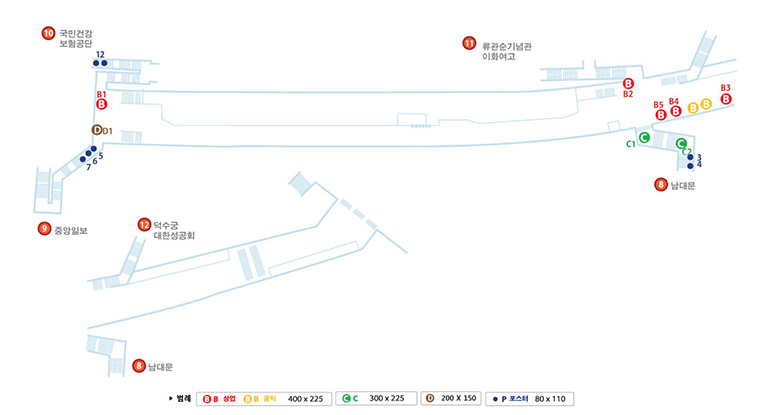 10 국민건강
보험공단
12
B1
B
D D1
5
6
7
9 중앙일보
12 덕수궁
대한성공회
8 남대문
11 류관순기념관
이화여고
B
B2
B5 B4 B3
B B B B B
C1 C
C
C2
3
4
8 남대문
▶ 범례 B B 상업 B B 공익 400 x 225 C C 300 x 225 D 200 X 150 P 포스터 80 x 110